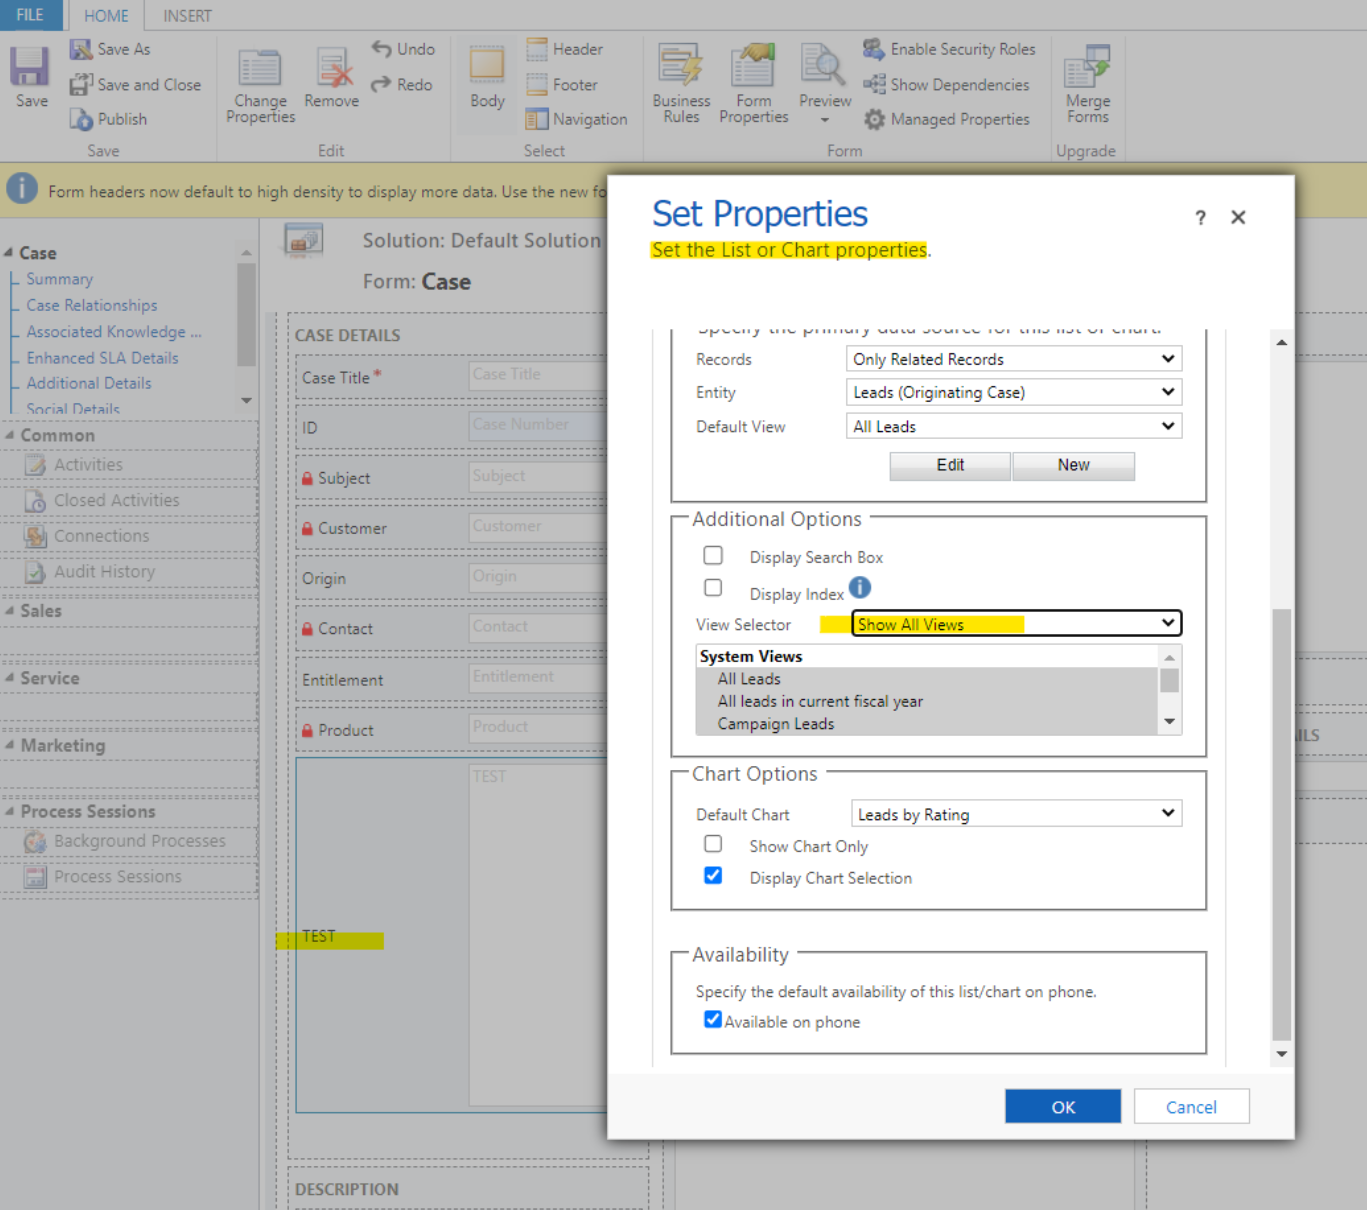 FILE
HOME
INSERT
Save
Save As
Save and Close
Publish
Save
Change
Properties
Remove
Undo
Redo
Edit
Body
Header
Footer
Navigation
Select
Business
Rules
Form
Properties
Preview
Enable Security Roles
Show Dependencies
Managed Properties
Form
Merge
Forms
Upgrade
Form headers now default to high density to display more data. Use the new fo
Case
Summary
Case Relationships
Associated Knowledge ...
Enhanced SLA Details
Additional Details
Social Details
Common
Activities
Closed Activities
Connections
Audit History
Sales
Service
Marketing
Process Sessions
Background Processes
Process Sessions
Solution: Default Solution
Form: Case
CASE DETAILS
Case Title*
Case Title
ID
Case Number
Subject
Subject
Customer
Customer
Origin
Origin
Contact
Contact
Entitlement
Entitlement
Product
Product
TEST
TEST
DESCRIPTION
ILS
Set Properties
? ×
Set the List or Chart properties.
Specify the primary data source for this list or chart.
Records
Only Related Records
Entity
Leads (Originating Case)
Default View
All Leads
Edit
New
Additional Options
Display Search Box
Display Index
View Selector
Show All Views
System Views
All Leads
All leads in current fiscal year
Campaign Leads
Chart Options
Default Chart
Leads by Rating
Show Chart Only
Display Chart Selection
Availability
Specify the default availability of this list/chart on phone.
Available on phone
OK
Cancel